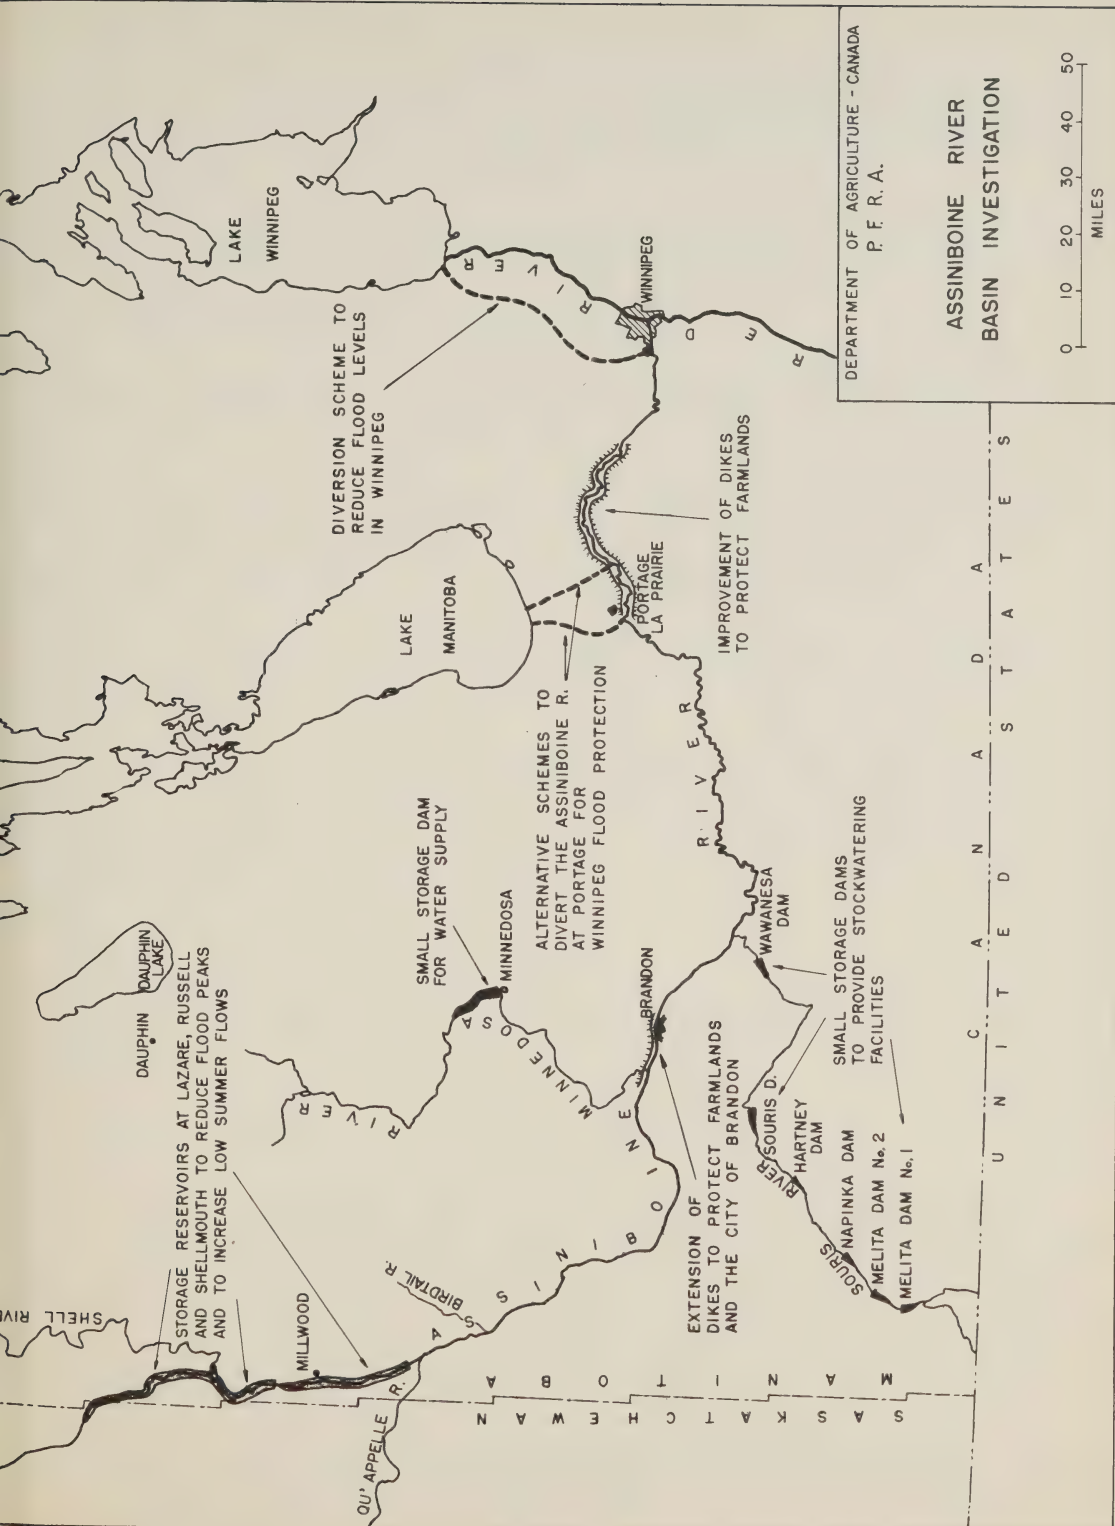 SHELL RIVE
STORAGE RESERVOIRS AT LAZARE, RUSSELL
AND SHELLMOUTH TO REDUCE FLOOD PEAKS
AND TO INCREASE LOW SUMMER FLOWS
DAUPHIN
DAUPHIN
LAKE
MILLWOOD
QU'APPELLE R.
BIRDTAIL R.
ASSINIBOINE
RIVER
MINNEDOSA
RIVER
SMALL STORAGE DAM
FOR WATER SUPPLY
MINNEDOSA
LAKE
MANITOBA
LAKE
WINNIPEG
DIVERSION SCHEME TO
REDUCE FLOOD LEVELS
IN WINNIPEG
ALTERNATIVE SCHEMES TO
DIVERT THE ASSINIBOINE R.
AT PORTAGE FOR
WINNIPEG FLOOD PROTECTION
RED
RIVER
WINNIPEG
PORTAGE
LA PRAIRIE
IMPROVEMENT OF DIKES
TO PROTECT FARMLANDS
BRANDON
EXTENSION OF
DIKES TO PROTECT FARMLANDS
AND THE CITY OF BRANDON
WAWANESA
DAM
SMALL STORAGE DAMS
TO PROVIDE STOCKWATERING
FACILITIES
SOURIS D.
HARTNEY
DAM
SOURIS RIVER
NAPINKA DAM
MELITA DAM No. 2
MELITA DAM No. 1
MANITOBA
SASKATCHEWAN
CANADA
UNITED STATES
DEPARTMENT OF AGRICULTURE - CANADA
P. F. R. A.
ASSINIBOINE RIVER
BASIN INVESTIGATION
0 10 20 30 40 50
MILES